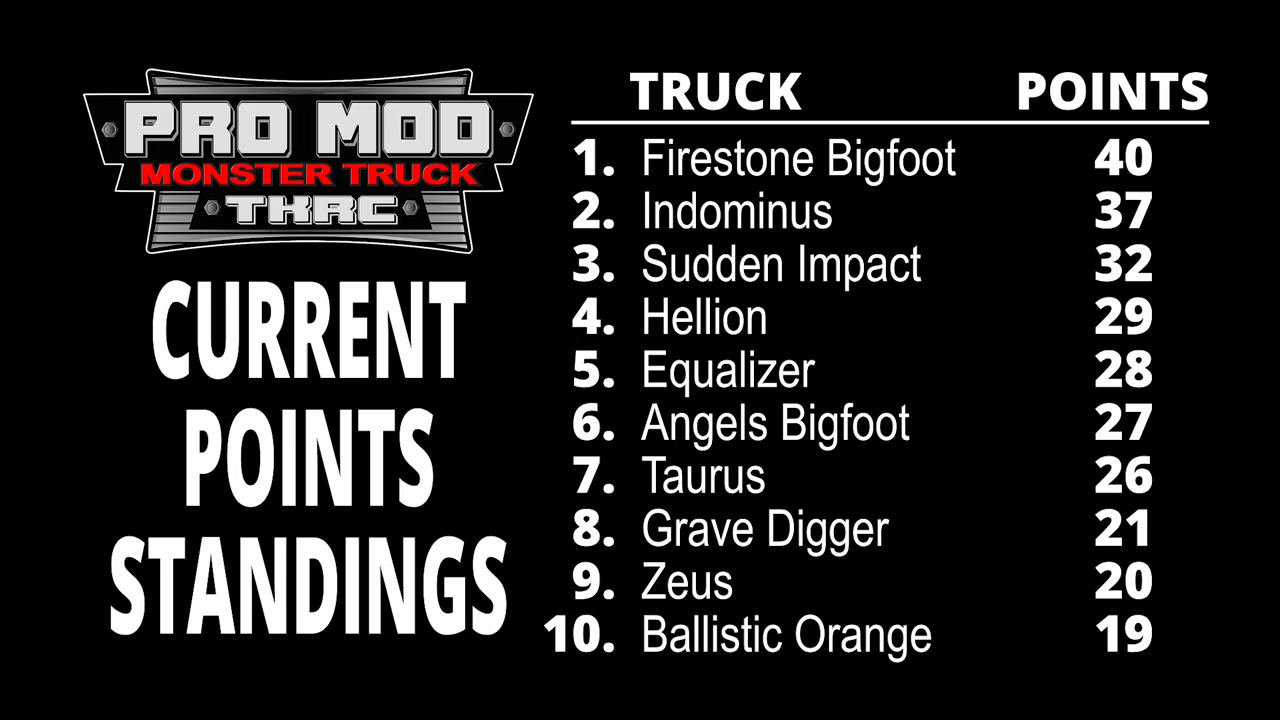 PRO MOD
MONSTER TRUCK
TKRC
CURRENT
POINTS
STANDINGS
TRUCK POINTS
1. Firestone Bigfoot 40
2. Indominus 37
3. Sudden Impact 32
4. Hellion 29
5. Equalizer 28
6. Angels Bigfoot 27
7. Taurus 26
8. Grave Digger 21
9. Zeus 20
10. Ballistic Orange 19